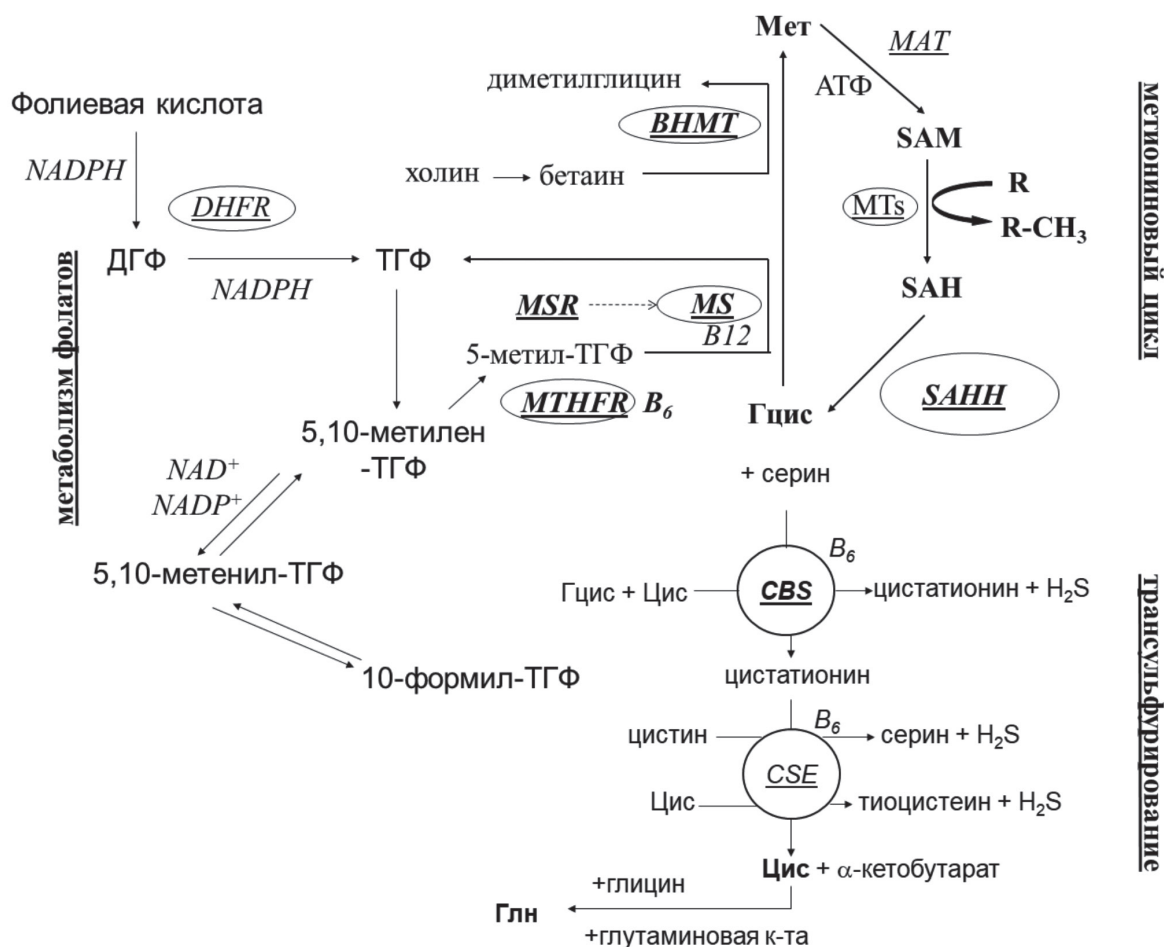 Мет
MAT
АТФ
диметилглицин
Фолиевая кислота
BHMT
SAM
NADPH
холин
бетаин
R
MTs
R-CH₃
DHFR
ДГФ
ТГФ
NADPH
SAH
MSR
MS
B12
5-метил-ТГФ
MTHFR B₆
SAHH
Гцис
5,10-метилен
-ТГФ
+ серин
NAD⁺
NADP⁺
B₆
5,10-метенил-ТГФ
Гцис + Цис
CBS
цистатионин + H₂S
10-формил-ТГФ
цистатионин
B₆
цистин
серин + H₂S
CSE
Цис
тиоцистеин + H₂S
Цис + α-кетобутарат
+глицин
Глн
+глутаминовая к-та
метаболизм фолатов
метиониновый цикл
транссульфурирование